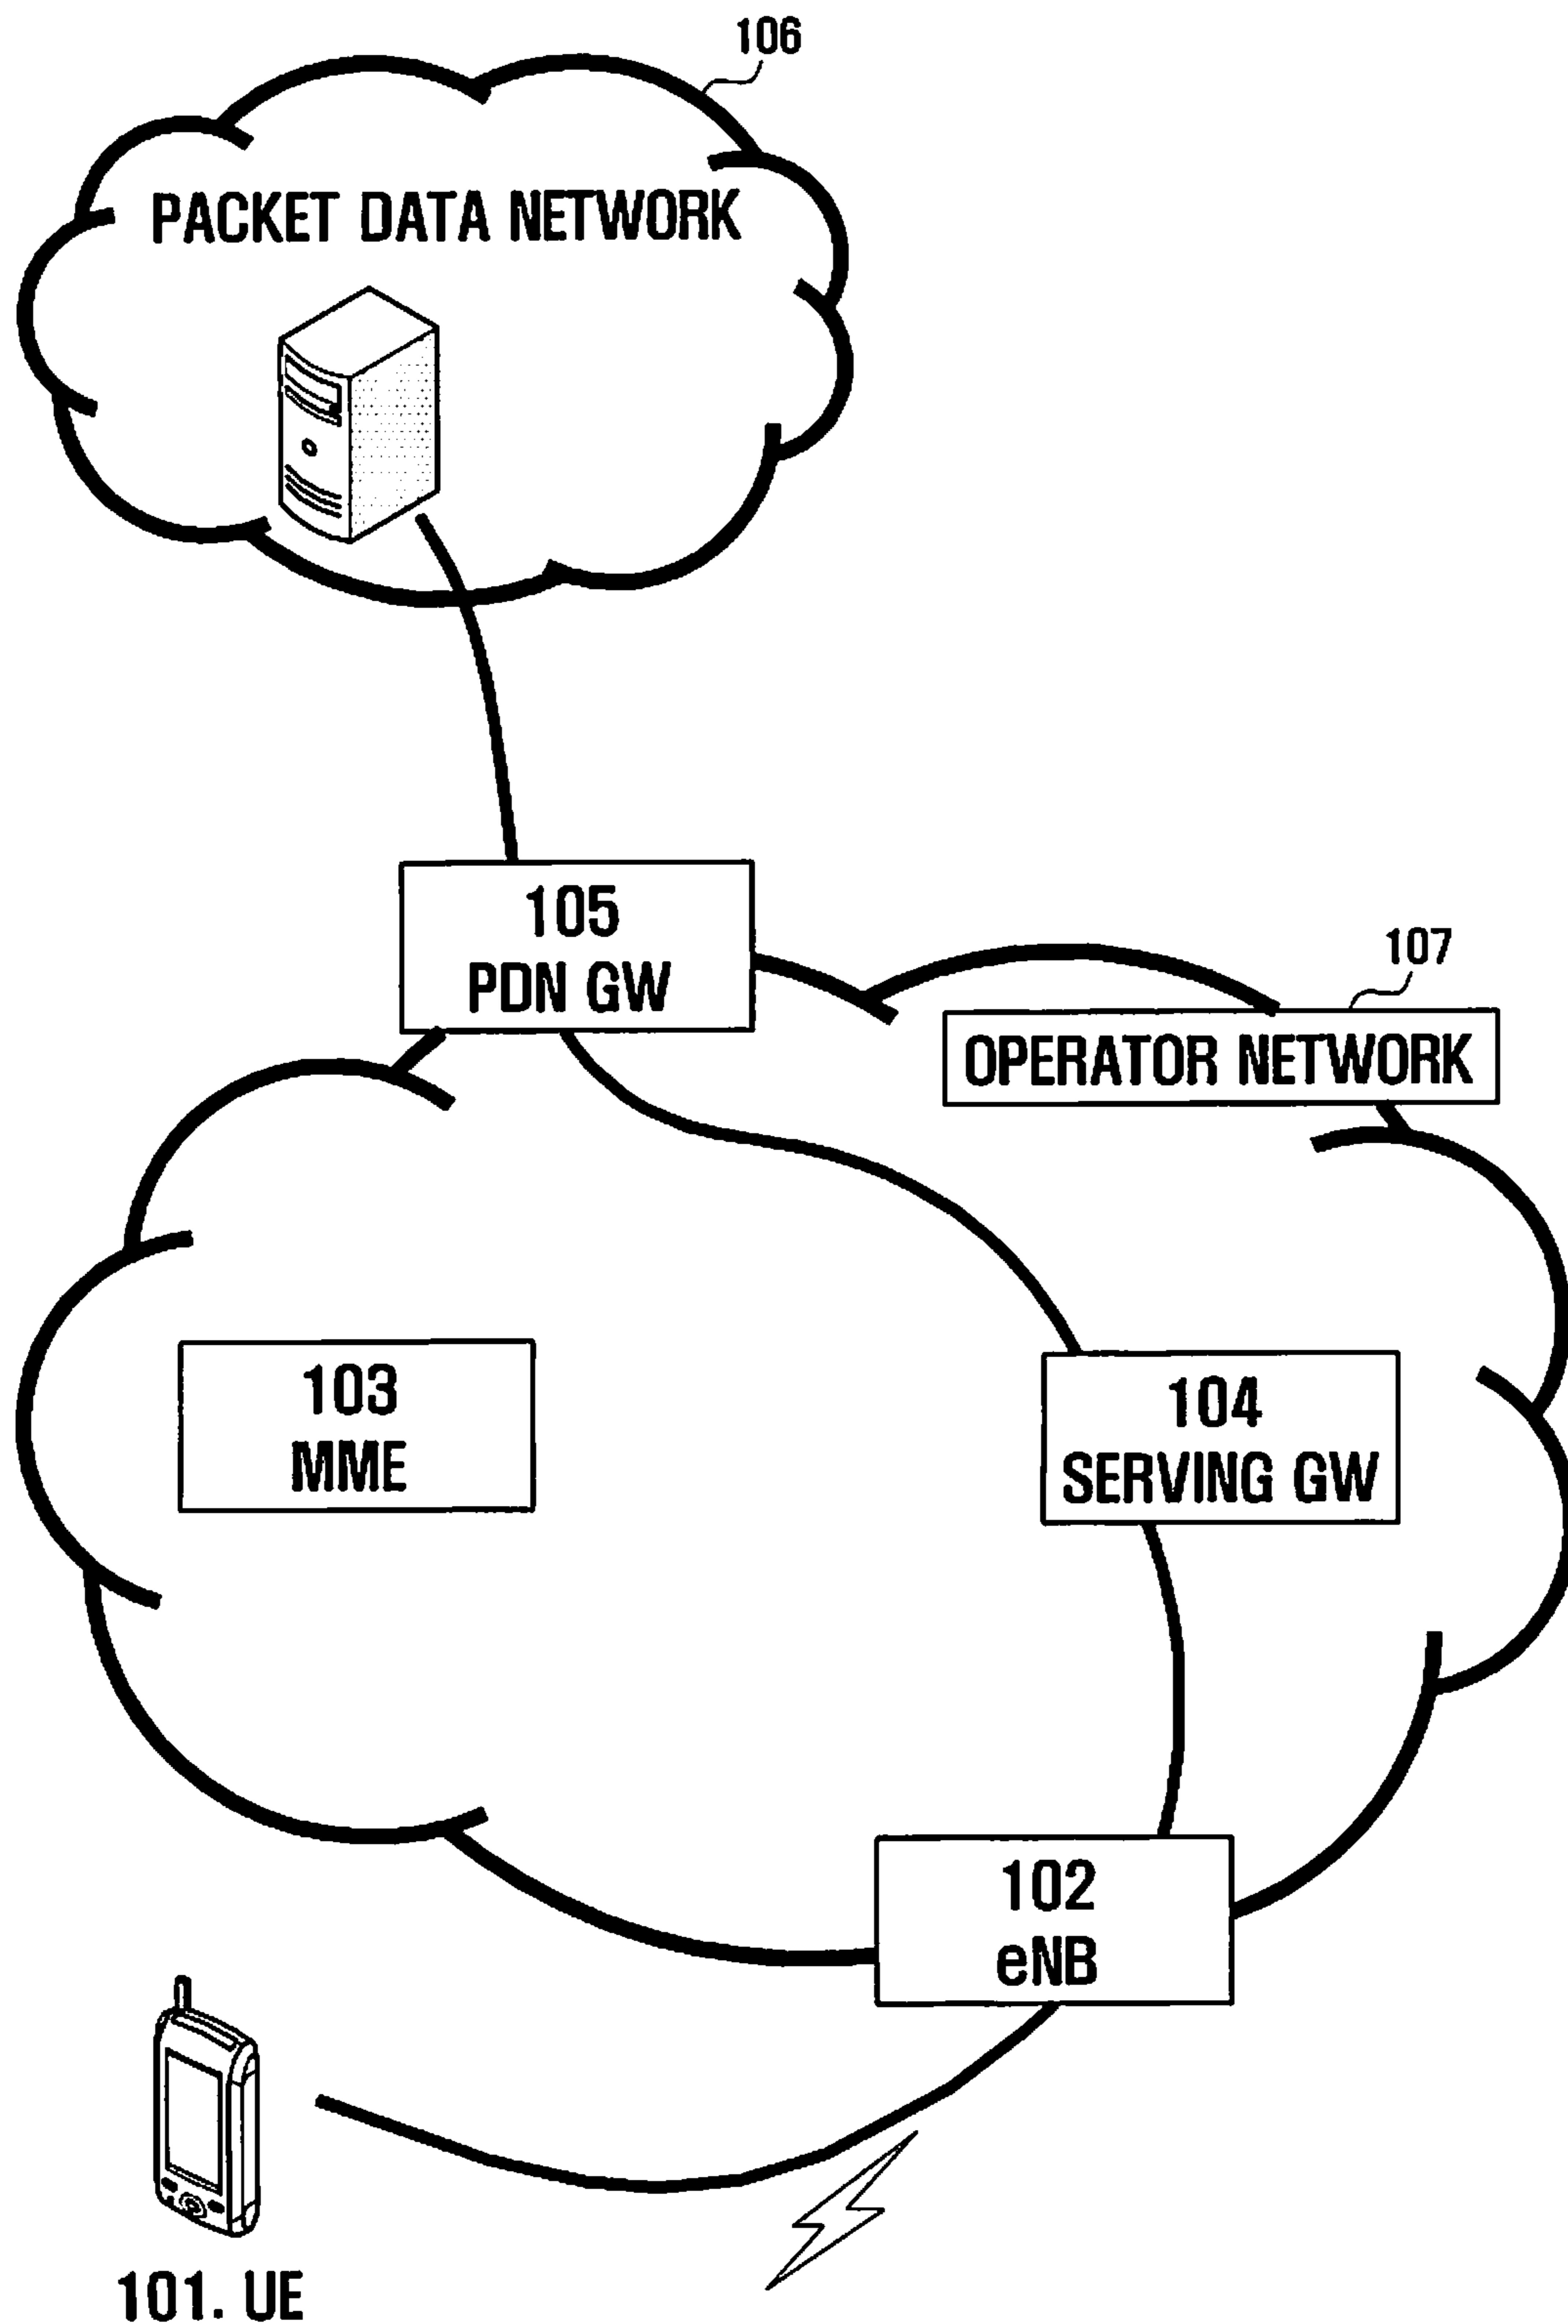 106
PACKET DATA NETWORK
105
PDN GW
107
OPERATOR NETWORK
103
MME
104
SERVING GW
102
eNB
101. UE